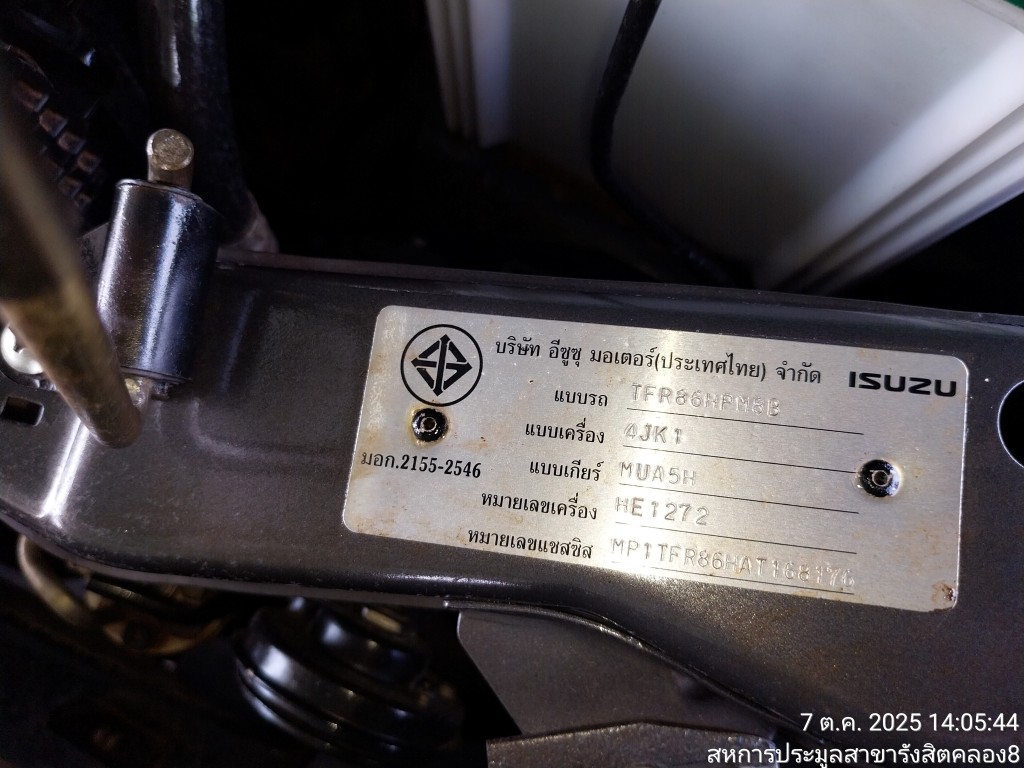 บริษัท อีซูซุ มอเตอร์(ประเทศไทย) จำกัด
ISUZU
แบบรถ TFR86HPM8B
แบบเครื่อง 4JK1
มอก.2155-2546
แบบเกียร์ MUA5H
หมายเลขเครื่อง HE1272
หมายเลขแชสซิส
7 ต.ค. 2025 14:05:44
สหการประมูลสาขารังสิตคลอง8